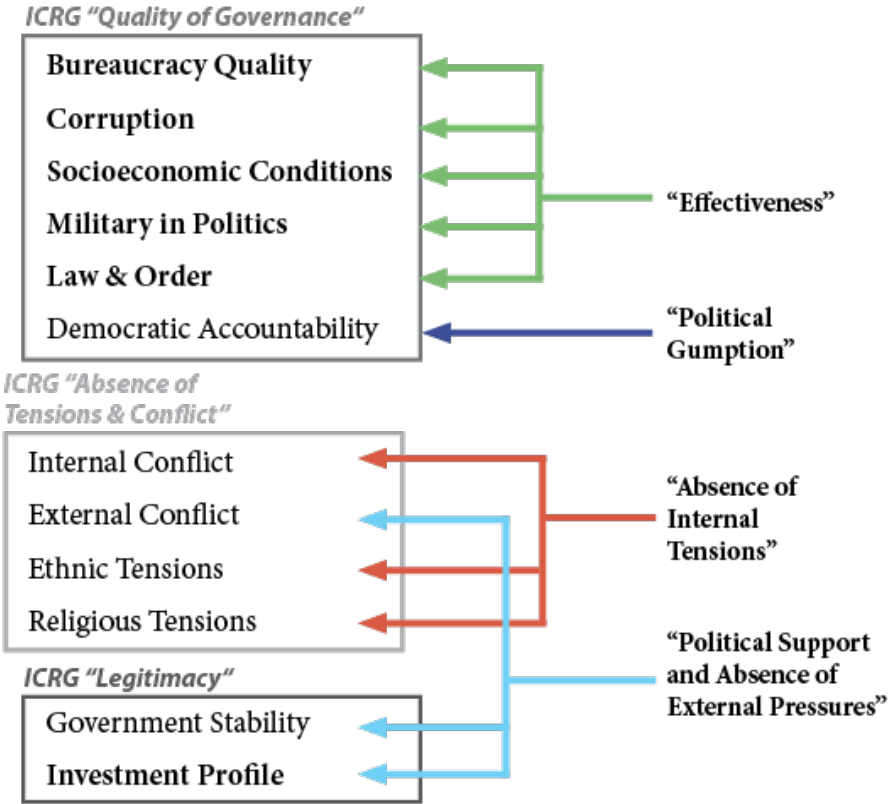 ICRG “Quality of Governance“
Bureaucracy Quality
Corruption
Socioeconomic Conditions
Military in Politics
Law & Order
Democratic Accountability
“Effectiveness”
“Political
Gumption”
ICRG “Absence of
Tensions & Conflict“
Internal Conflict
External Conflict
Ethnic Tensions
Religious Tensions
“Absence of
Internal
Tensions”
ICRG “Legitimacy“
Government Stability
Investment Profile
“Political Support
and Absence of
External Pressures”